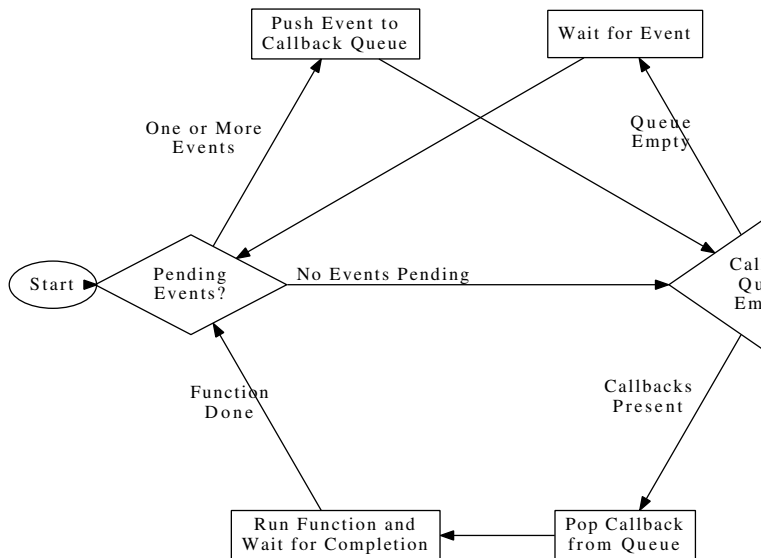 Push Event to
Callback Queue
Wait for Event
One or More
Events
Queue
Empty
Start
Pending
Events?
No Events Pending
Function
Done
Callbacks
Present
Run Function and
Wait for Completion
Pop Callback
from Queue